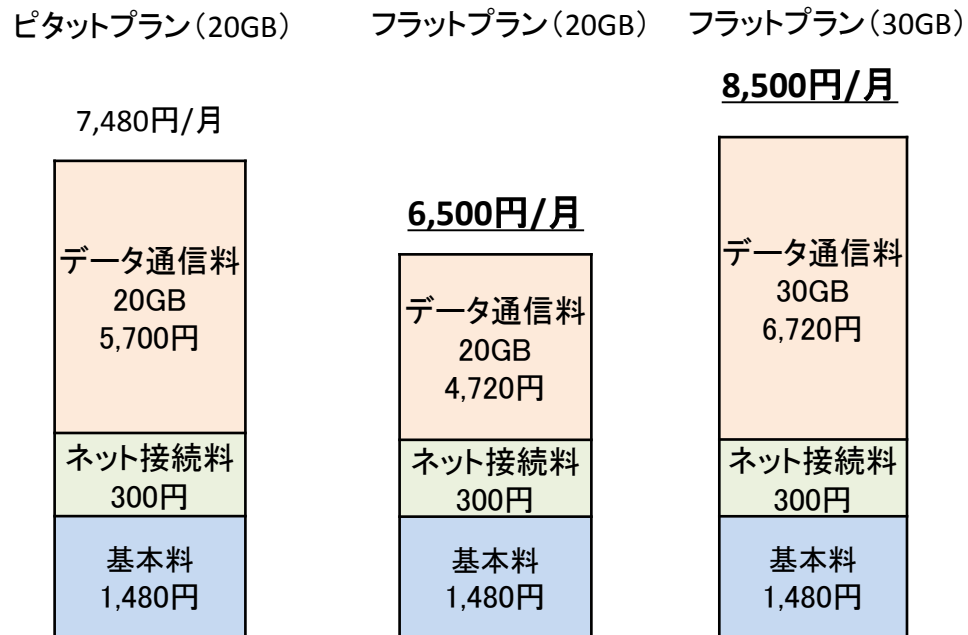 ピタットプラン（20GB）
フラットプラン（20GB）
フラットプラン（30GB）
7,480円/月
6,500円/月
8,500円/月
データ通信料
20GB
5,700円
ネット接続料
300円
基本料
1,480円
データ通信料
20GB
4,720円
ネット接続料
300円
基本料
1,480円
データ通信料
30GB
6,720円
ネット接続料
300円
基本料
1,480円